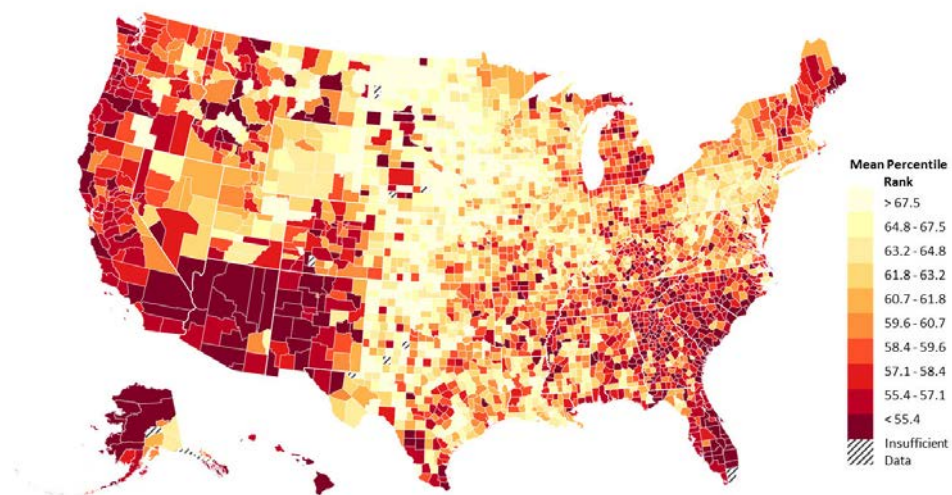 Mean Percentile
Rank
> 67.5
64.8 - 67.5
63.2 - 64.8
61.8 - 63.2
60.7 - 61.8
59.6 - 60.7
58.4 - 59.6
57.1 - 58.4
55.4 - 57.1
< 55.4
Insufficient
Data